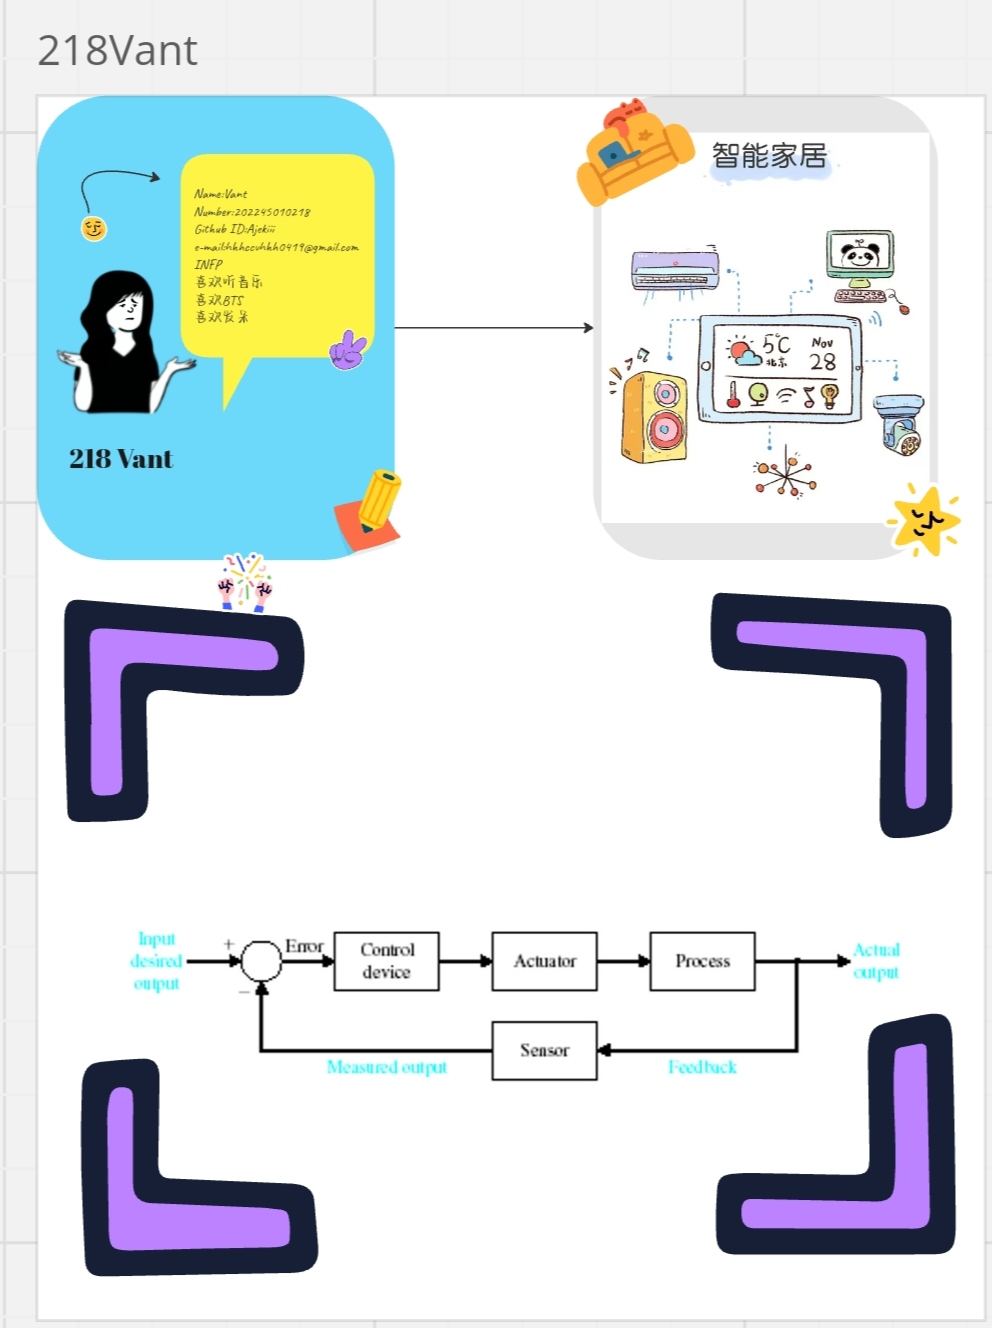 218Vant
Name:Vant
Number:202245010218
Github ID:Ajekiii
e-mail:hhhccvhhh0419@gmail.com
INFP
喜欢听音乐
喜欢BTS
喜欢发呆
218 Vant
智能家居
5°C
北京
Nov
28
Input
desired
output
+
−
Error
Control
device
Actuator
Process
Actual
output
Sensor
Measured output
Feedback